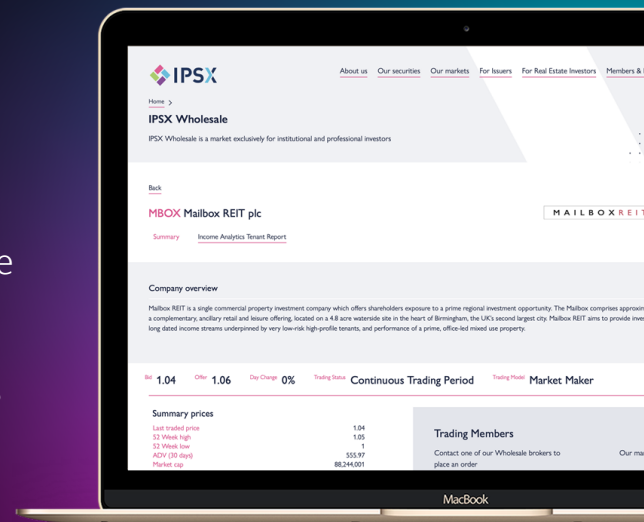 IPSX
About us Our securities Our markets For Issuers For Real Estate Investors Members &
Home >
IPSX Wholesale
IPSX Wholesale is a market exclusively for institutional and professional investors
Back
MBOX Mailbox REIT plc
MAILBOXREIT
Summary Income Analytics Tenant Report
Company overview
Mailbox REIT is a single commercial property investment company which offers shareholders exposure to a prime regional investment opportunity. The Mailbox comprises
a complementary, ancillary retail and leisure offering, located on a 4.8 acre waterside site in the heart of Birmingham, the UK's second largest city. Mailbox REIT aims to provide
long dated income streams underpinned by very low-risk high-profile tenants, and performance of a prime, office-led mixed use property.
Bid 1.04 Offer 1.06 Day Change 0% Trading Status Continuous Trading Period Trading Model Market Maker
Summary prices
Last traded price 1.04
52 Week high 1.05
52 Week low 1
ADV (30 days) 555.97
Market cap 88,244,001
Trading Members
Contact one of our Wholesale brokers to
place an order
Our
MacBook